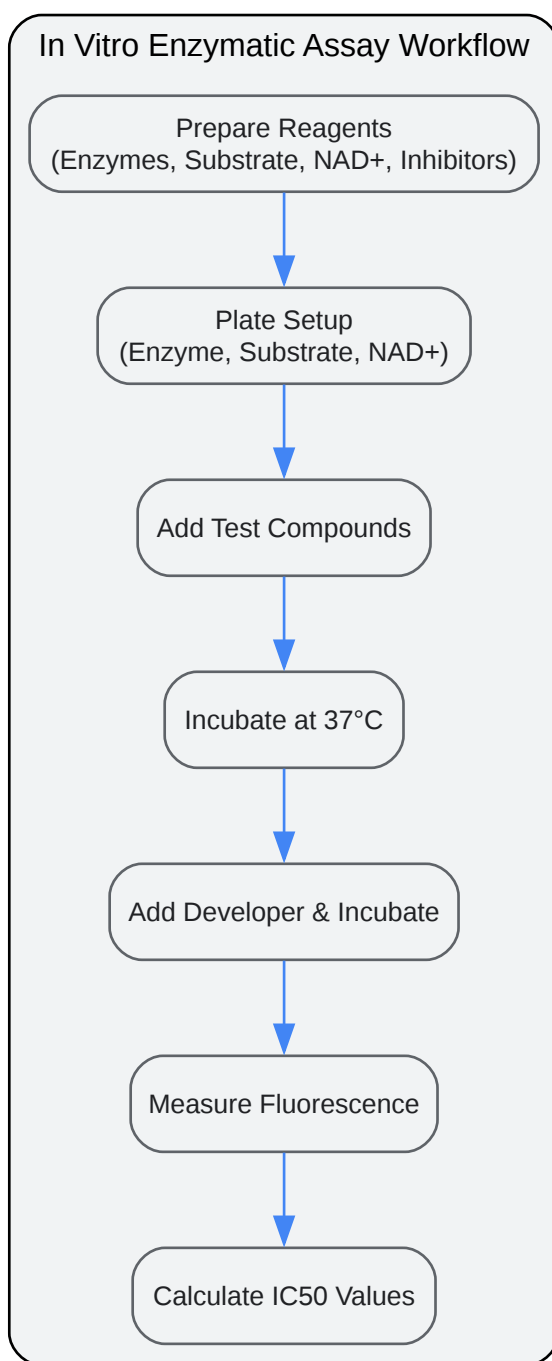 In Vitro Enzymatic Assay Workflow
Prepare Reagents
(Enzymes, Substrate, NAD+, Inhibitors)
Plate Setup
(Enzyme, Substrate, NAD+)
Add Test Compounds
Incubate at 37°C
Add Developer & Incubate
Measure Fluorescence
Calculate IC50 Values